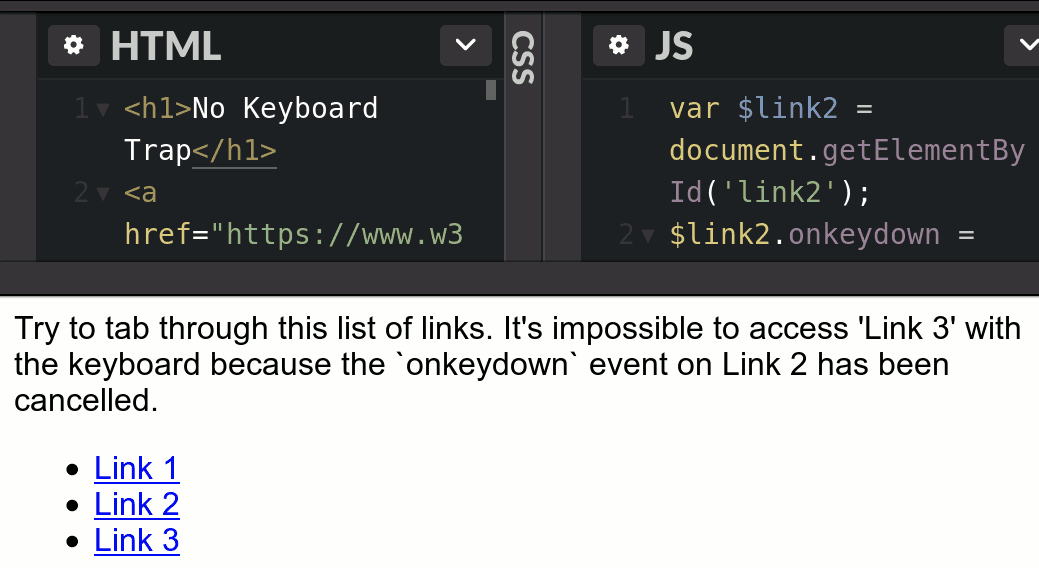 HTML
1 <h1>No Keyboard
Trap</h1>
2 <a
href="https://www.w3
CSS
JS
1 var $link2 =
document.getElementBy
Id('link2');
2 $link2.onkeydown =
Try to tab through this list of links. It's impossible to access 'Link 3' with
the keyboard because the `onkeydown` event on Link 2 has been
cancelled.
• Link 1
• Link 2
• Link 3